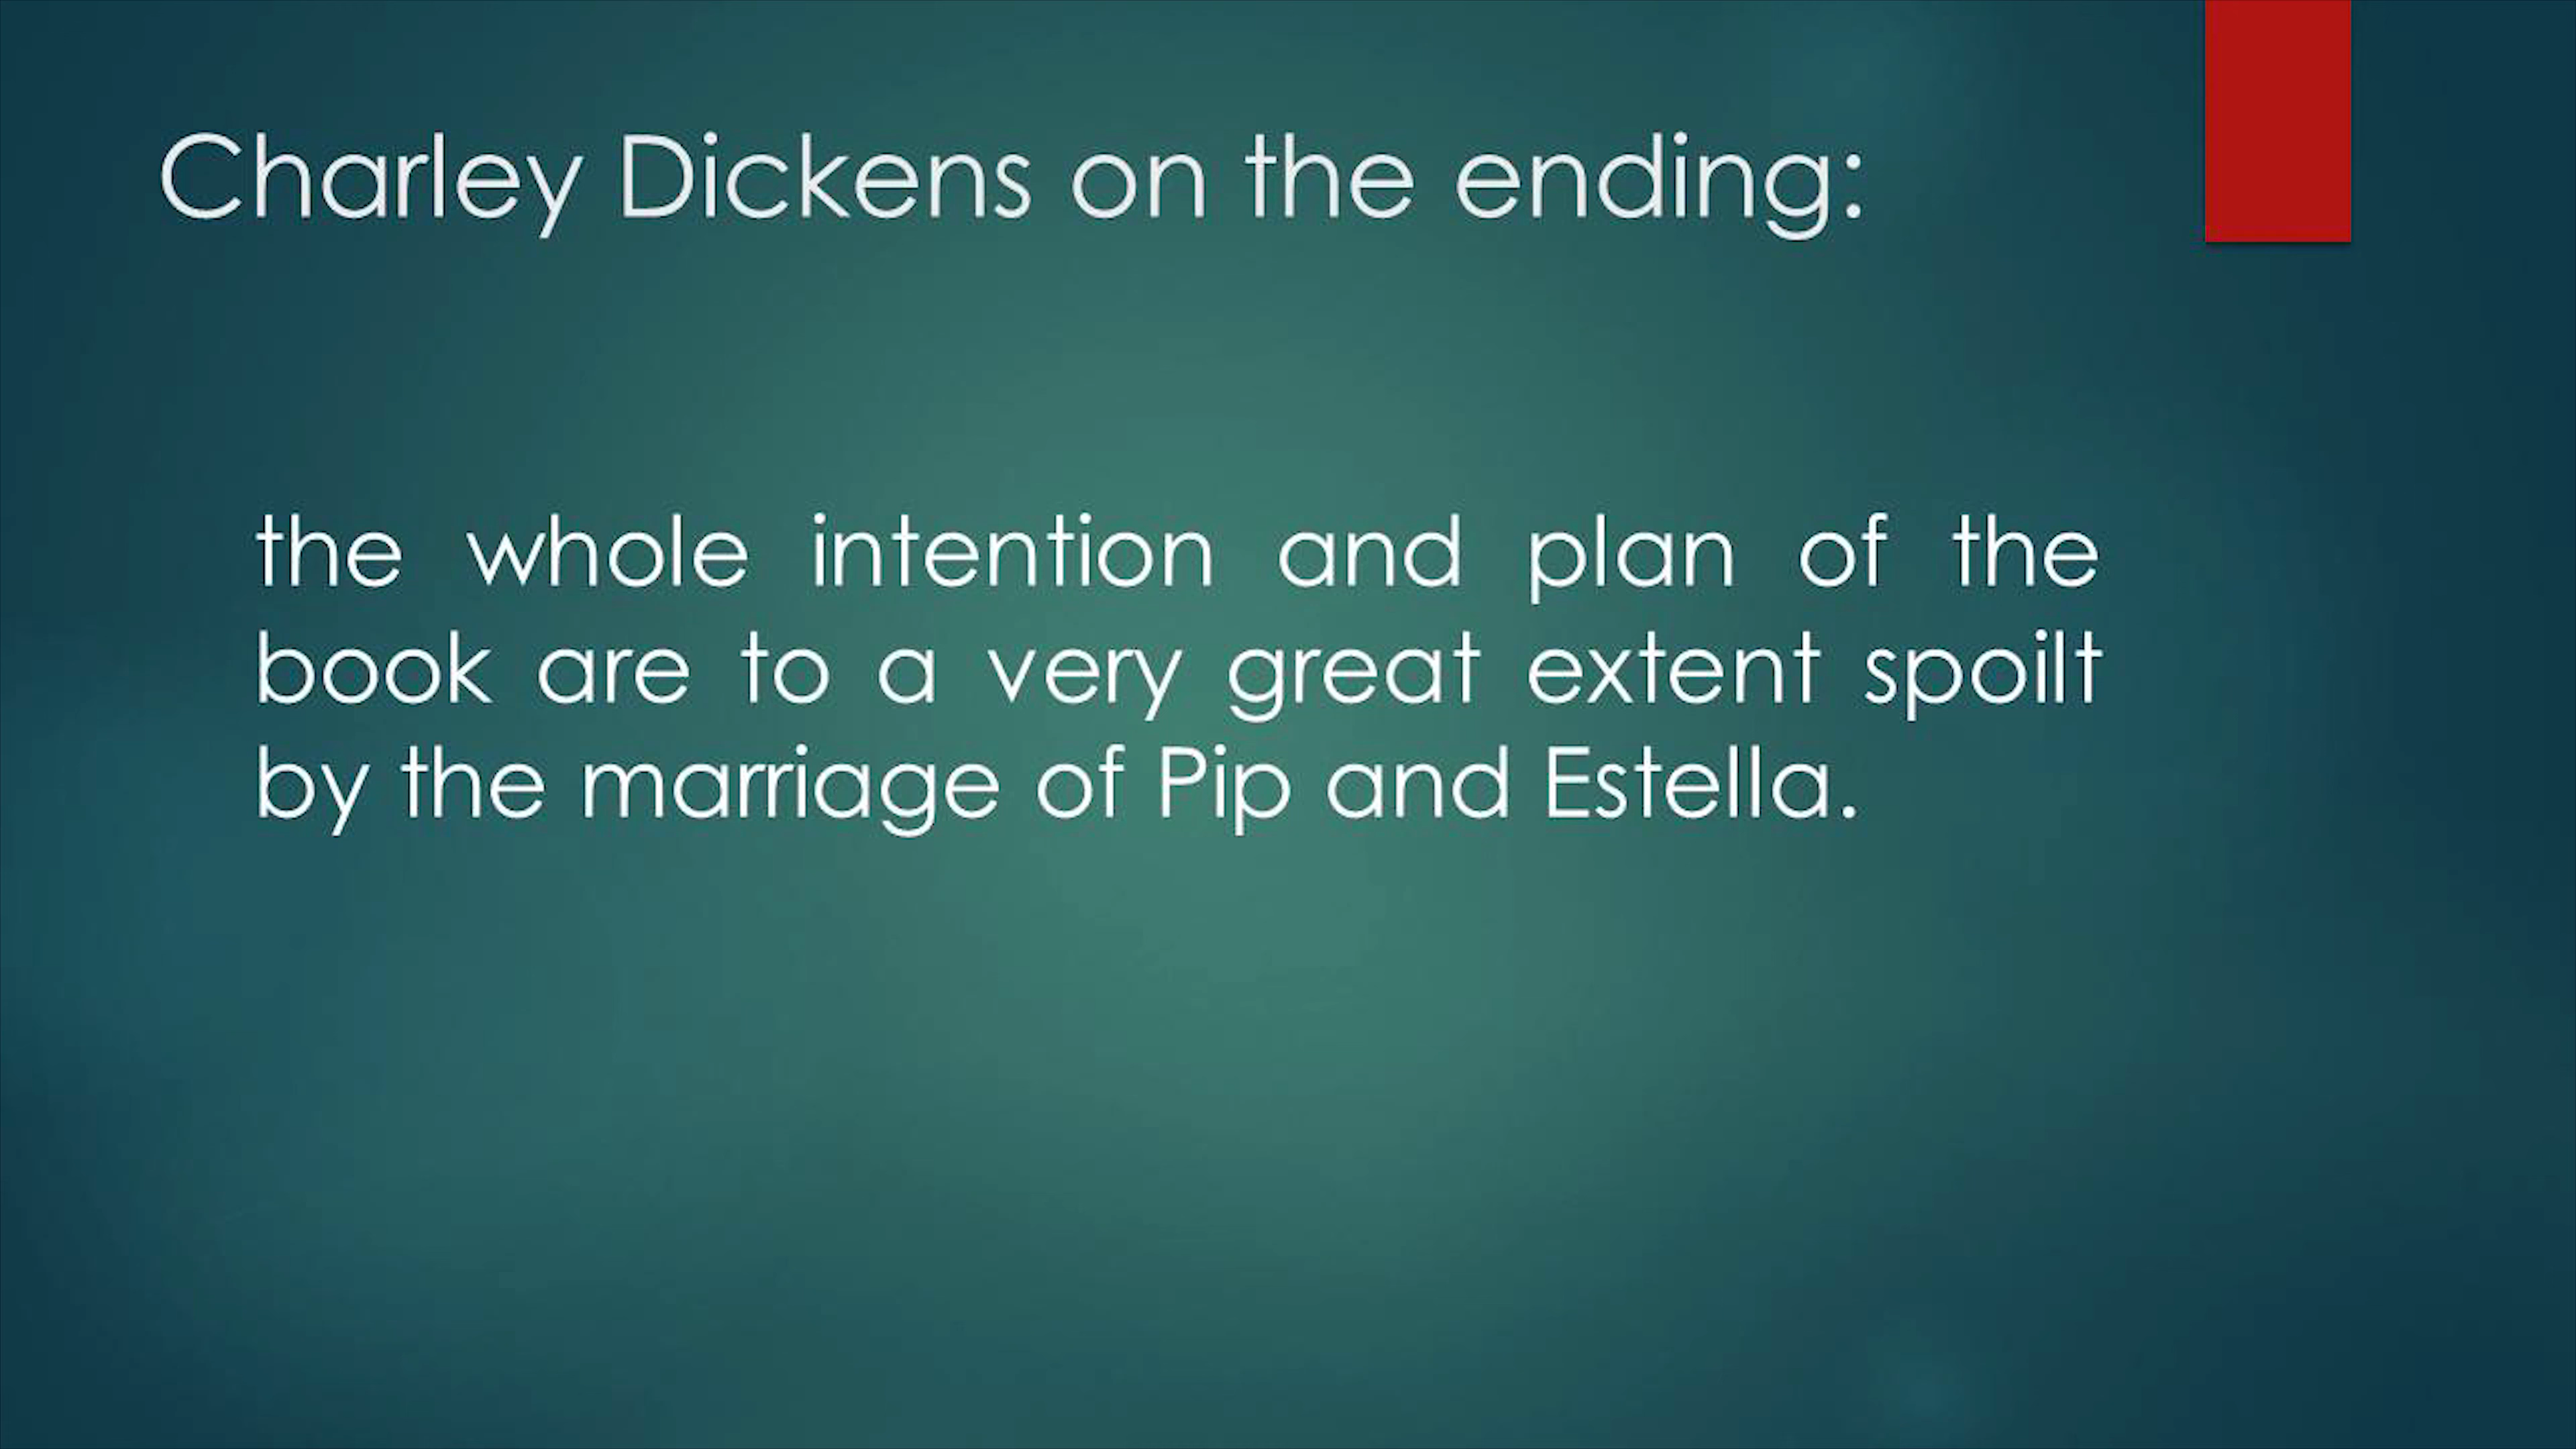 Charley Dickens on the ending:
the whole intention and plan of the
book are to a very great extent spoilt
by the marriage of Pip and Estella.